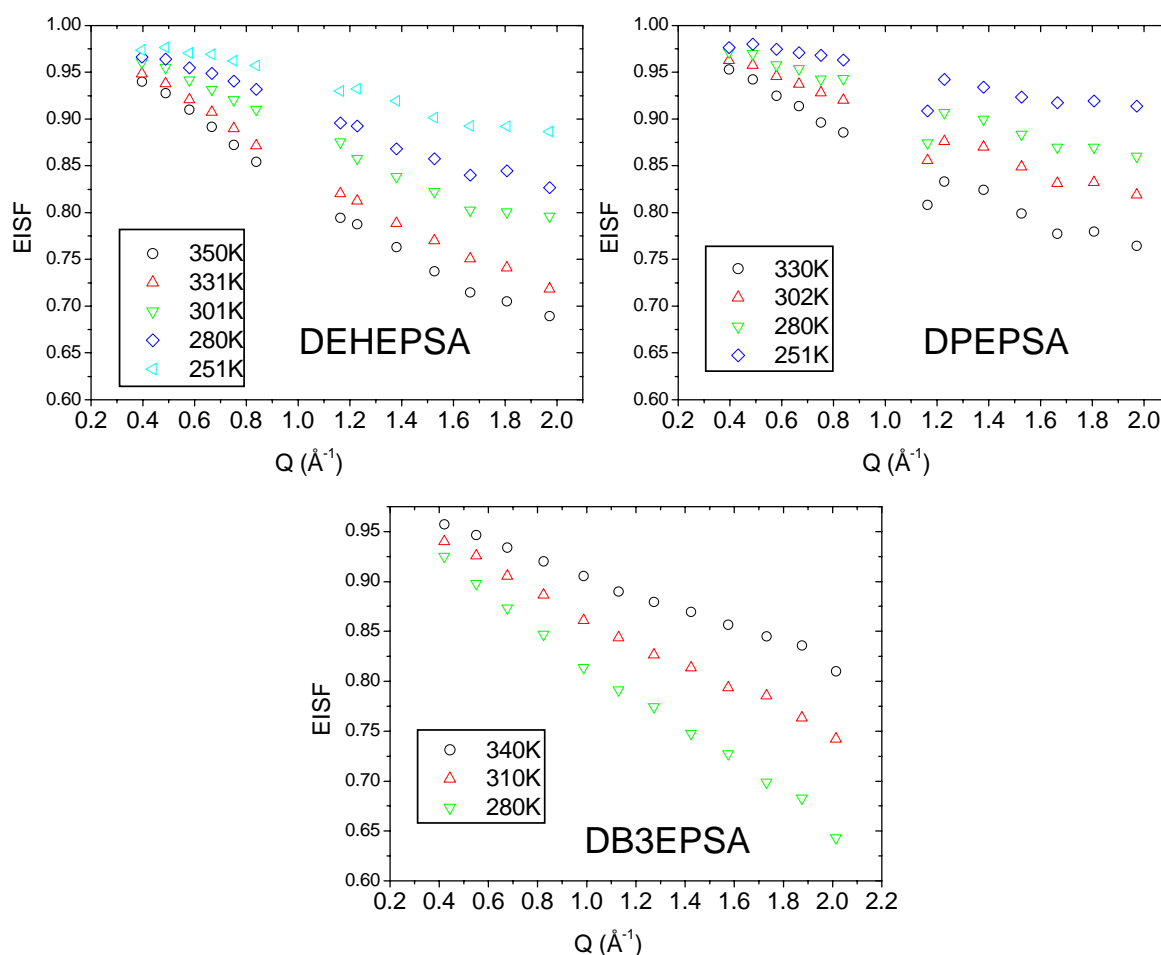 1.00
0.95
0.90
0.85
0.80
0.75
0.70
0.65
0.60
EISF
350K
331K
301K
280K
251K
DEHEPSA
0.2 0.4 0.6 0.8 1.0 1.2 1.4 1.6 1.8 2.0
Q (Å-1)
1.00
0.95
0.90
0.85
0.80
0.75
0.70
0.65
0.60
EISF
330K
302K
280K
251K
DPEPSA
0.2 0.4 0.6 0.8 1.0 1.2 1.4 1.6 1.8 2.0
Q (Å-1)
0.95
0.90
0.85
0.80
0.75
0.70
0.65
0.60
EISF
340K
310K
280K
DB3EPSA
0.2 0.4 0.6 0.8 1.0 1.2 1.4 1.6 1.8 2.0 2.2
Q (Å-1)